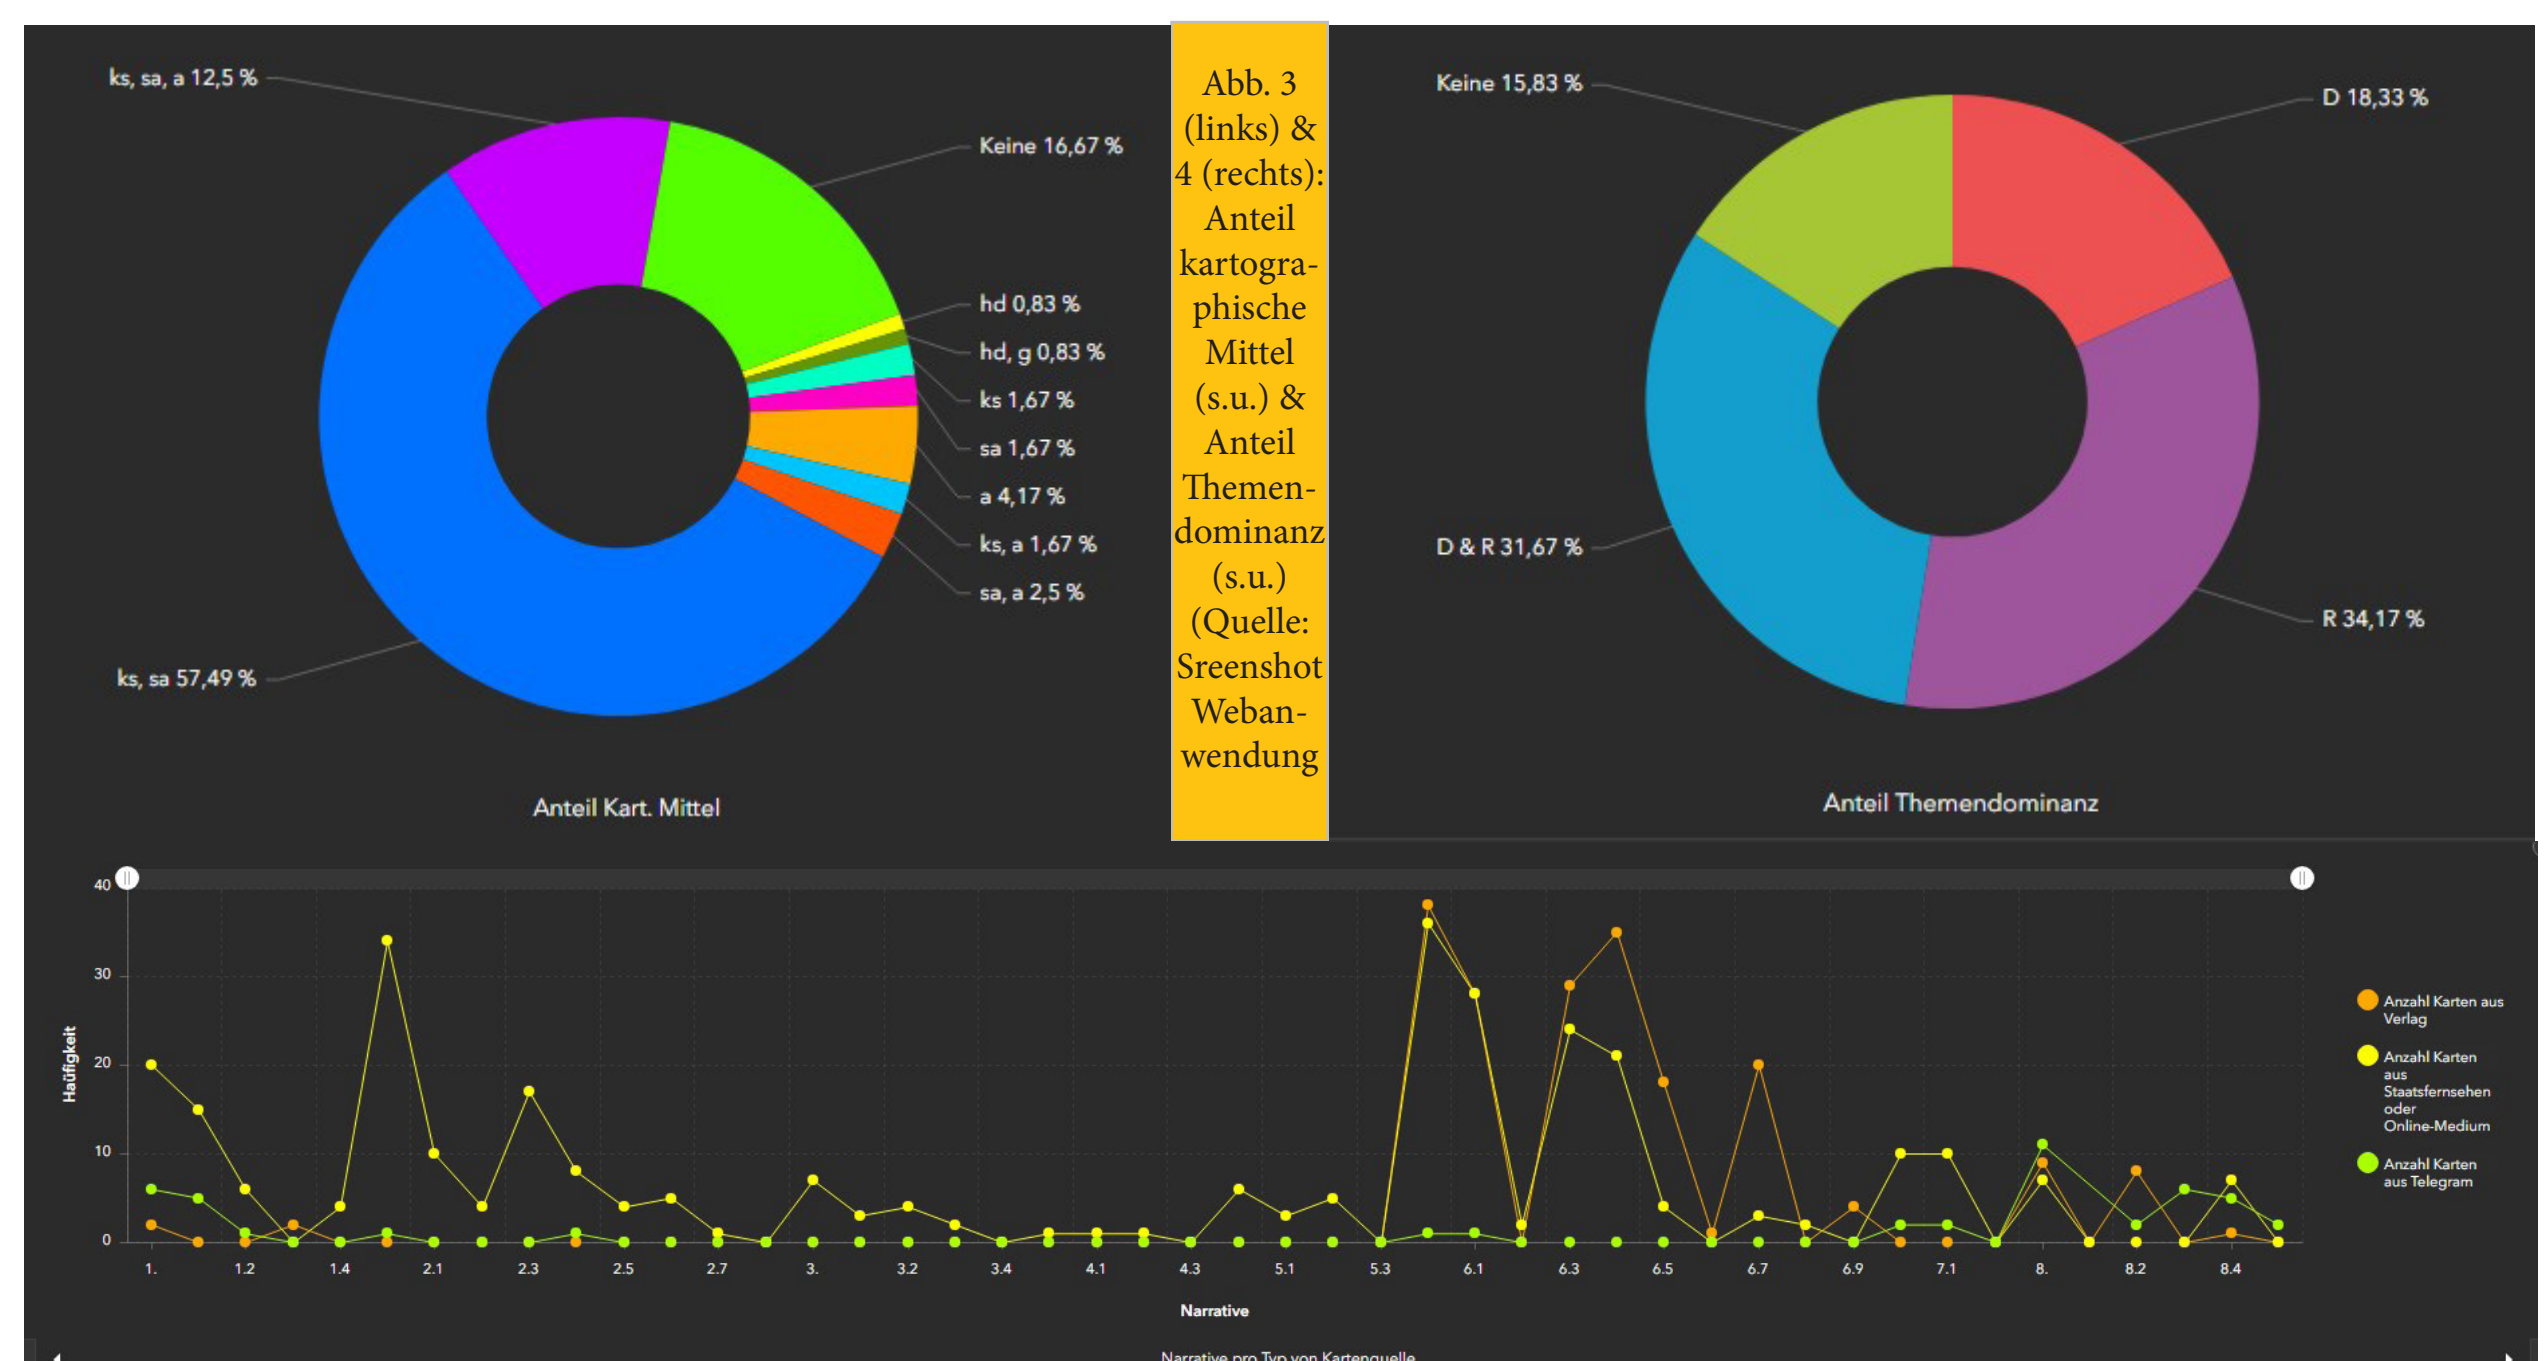 ks, sa, a 12,5 %
Keine 16,67 %
hd 0,83 %
hd, g 0,83 %
ks 1,67 %
sa 1,67 %
a 4,17 %
ks, a 1,67 %
sa, a 2,5 %
ks, sa 57,49 %
Anteil Kart. Mittel
Abb. 3
(links) &
4 (rechts):
Anteil
kartogra-
phische
Mittel
(s.u.) &
Anteil
Themen-
dominanz
(s.u.)
(Quelle:
Sreenshot
Weban-
wendung
Keine 15,83 %
D 18,33 %
D & R 31,67 %
R 34,17 %
Anteil Themendominanz
40
30
20
10
0
Haüfigkeit
1. 1.2 1.4 2.1 2.3 2.5 2.7 3. 3.2 3.4 4.1 4.3 5.1 5.3 6.1 6.3 6.5 6.7 6.9 7.1 8. 8.2 8.4
Narrative
Anzahl Karten aus
Verlag
Anzahl Karten
aus
Staatsfernsehen
oder
Online-Medium
Anzahl Karten
aus Telegram
Narrative pro Typ von Kartenquelle